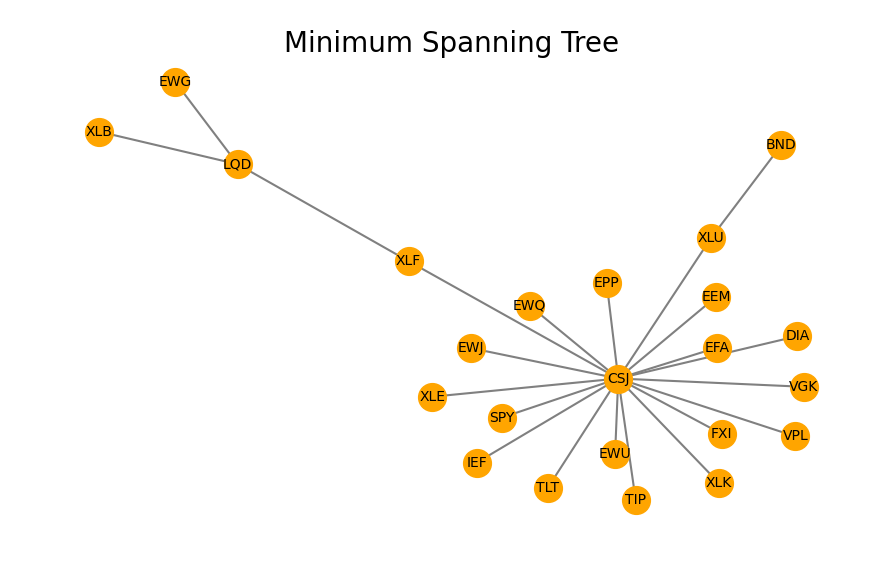 Minimum Spanning Tree
EWG
XLB
BND
LQD
XLU
XLF
EPP
EEM
EWQ
DIA
EWJ
EFA
CSJ
VGK
XLE
SPY
FXI
VPL
EWU
IEF
XLK
TLT
TIP